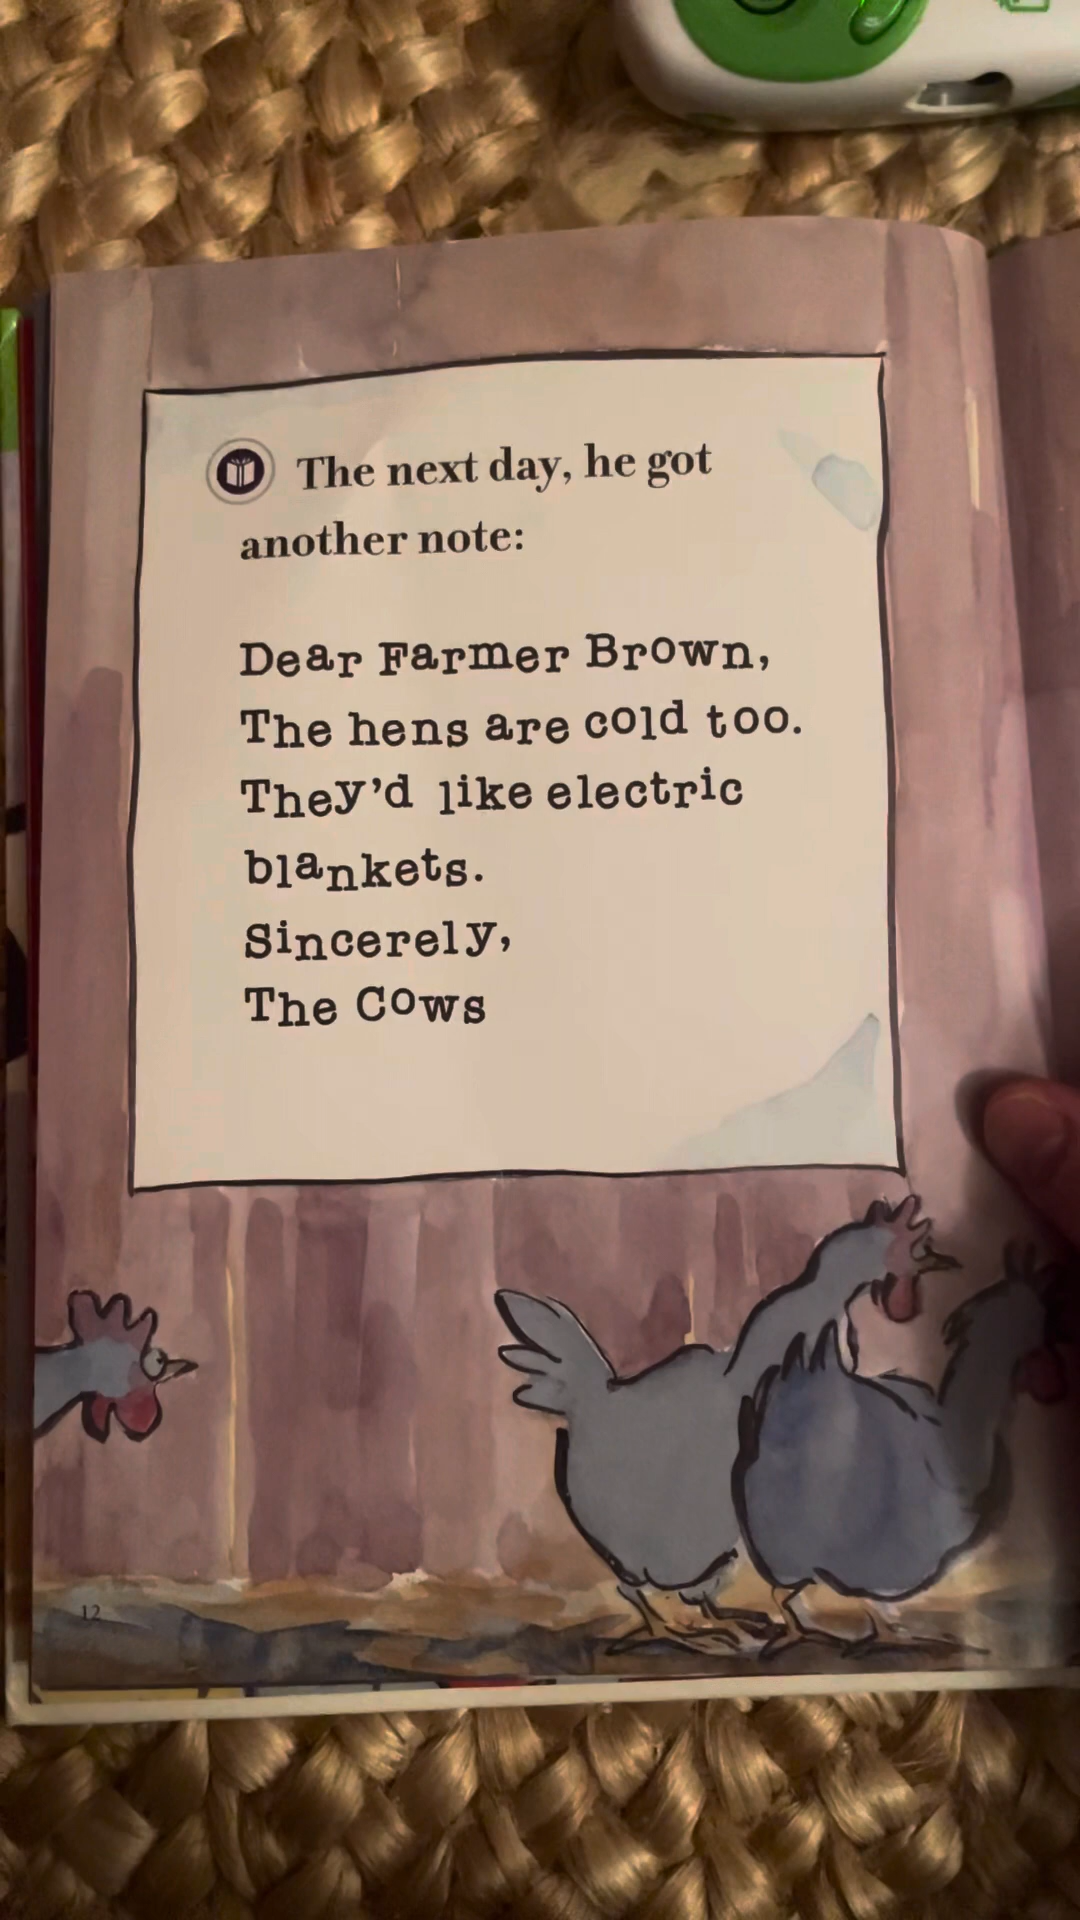 The next day, he got
another note:
Dear Farmer Brown,
The hens are cold too.
They'd like electric
blankets.
Sincerely,
The Cows
12